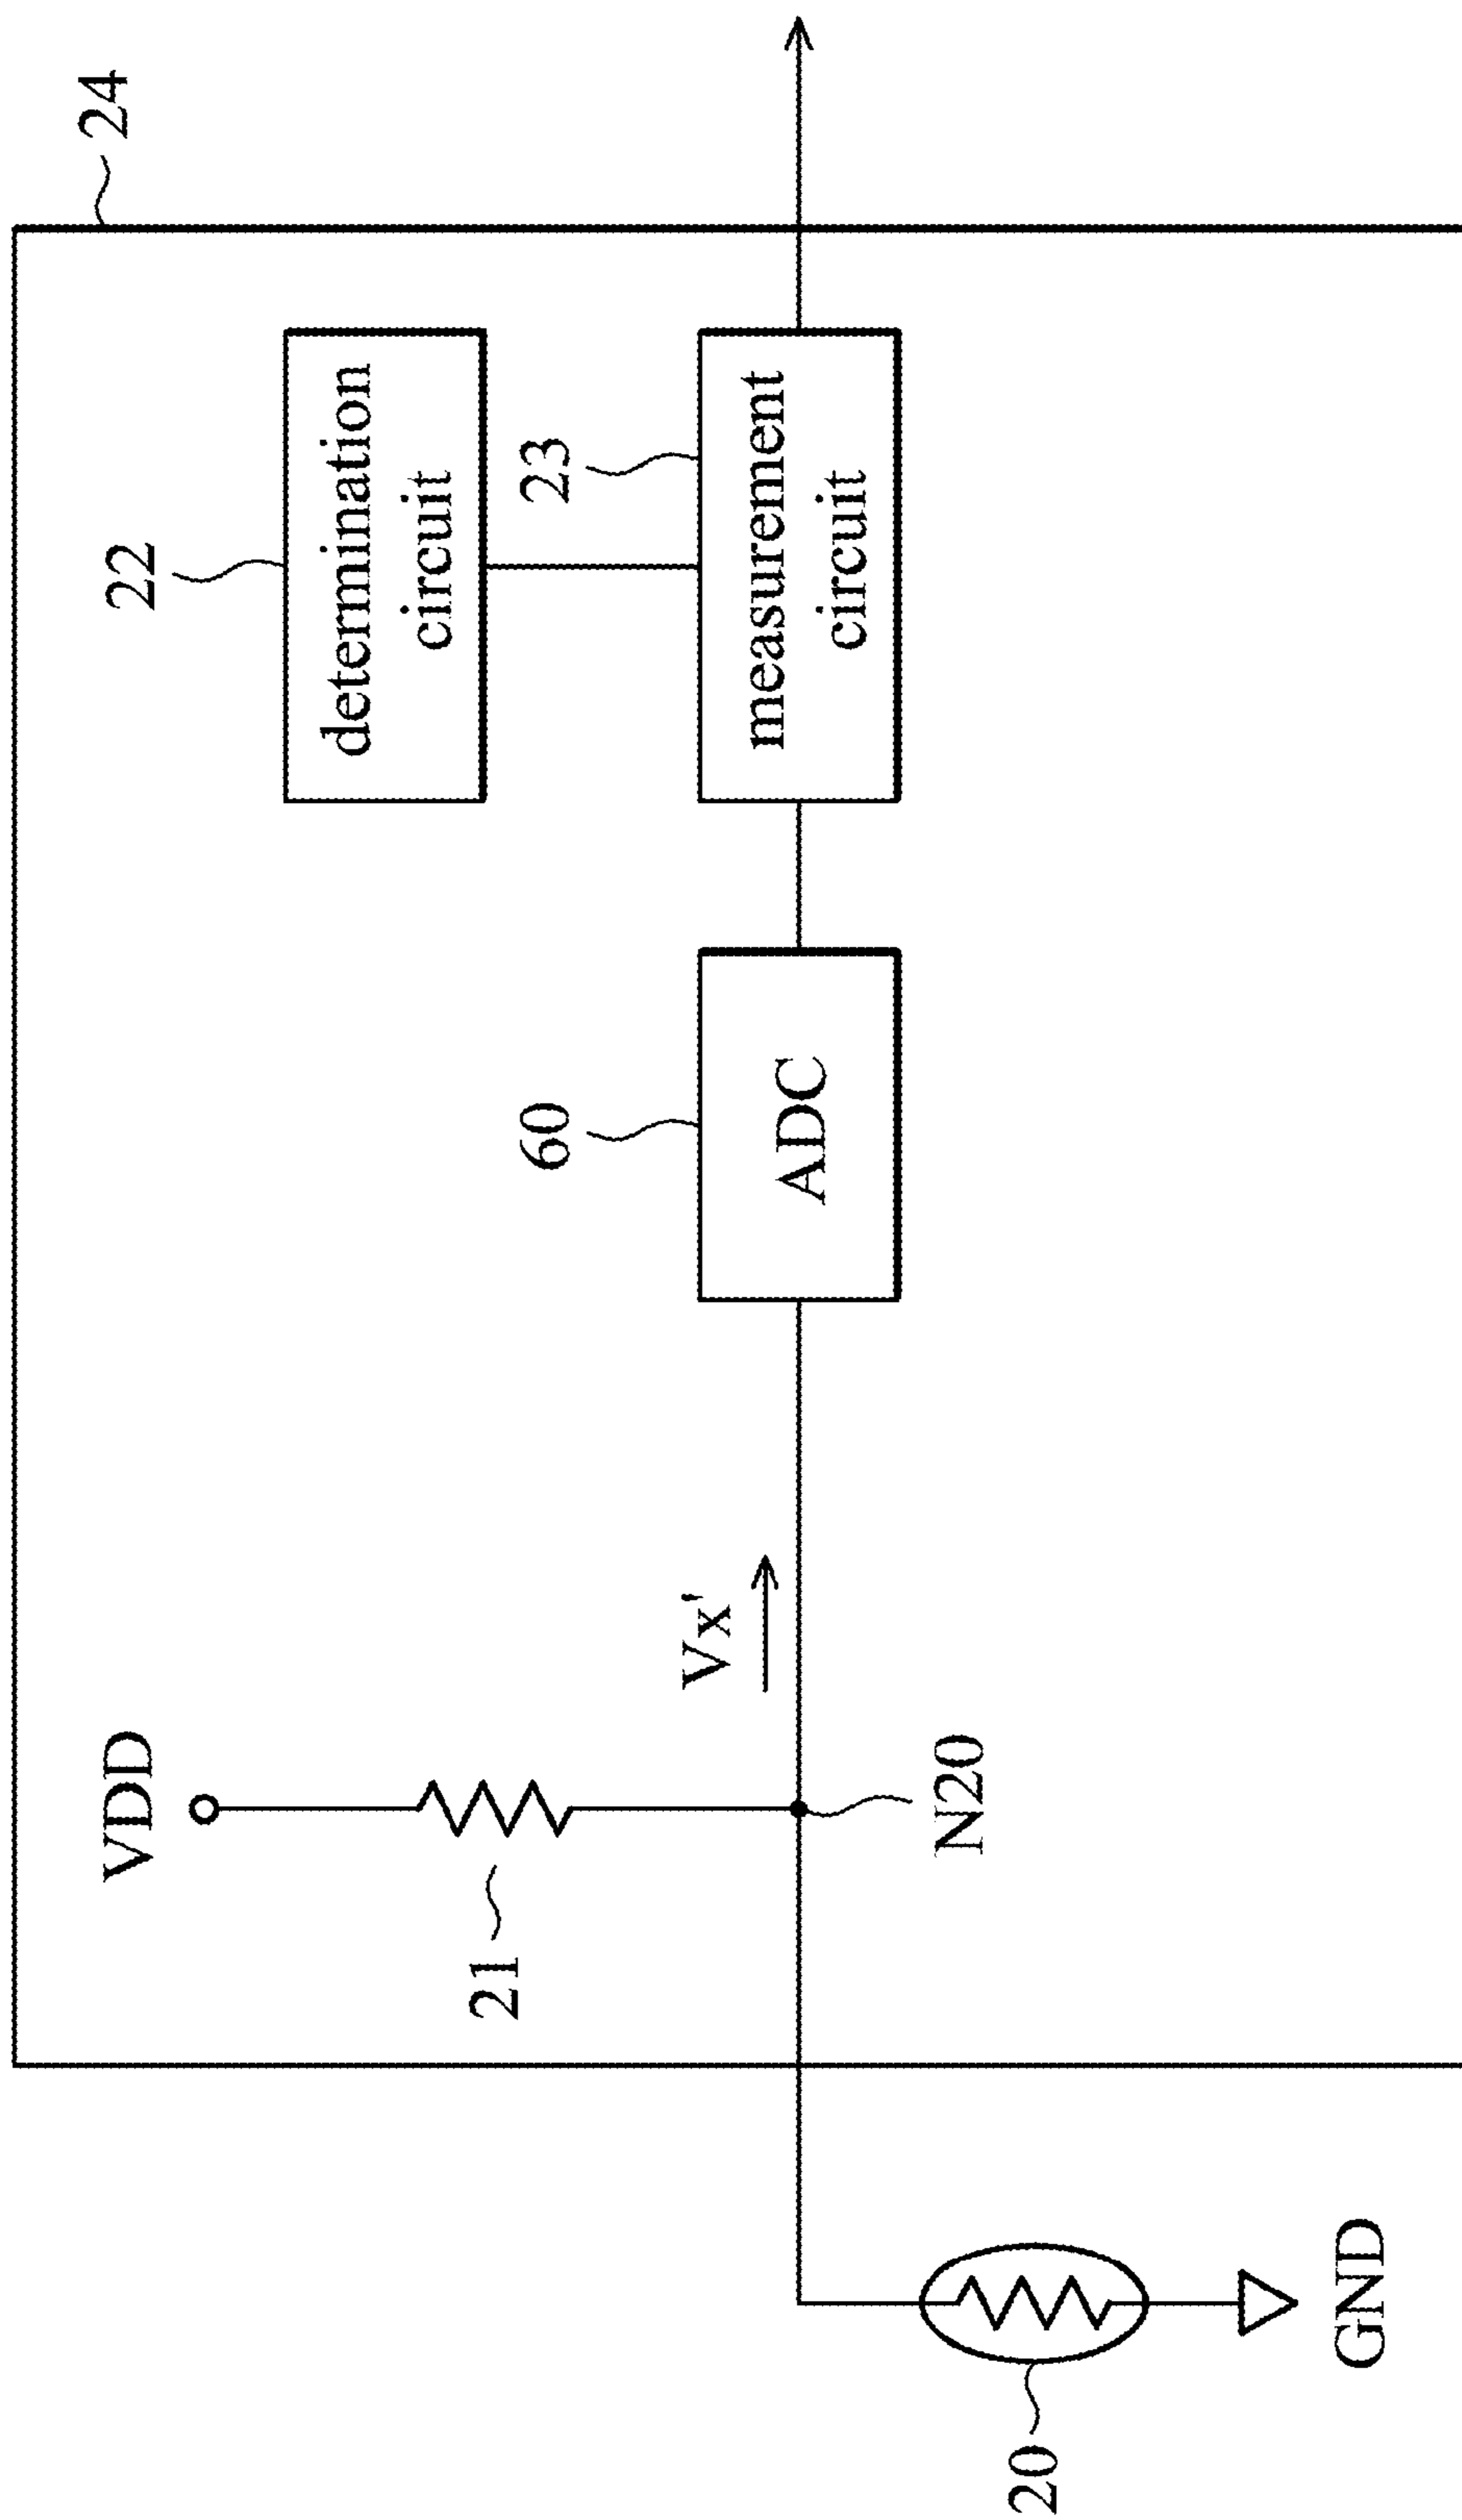 24
22
determination
circuit
VDD
23
60
21
Vx'
ADC
measurement
circuit
N20
20
GND